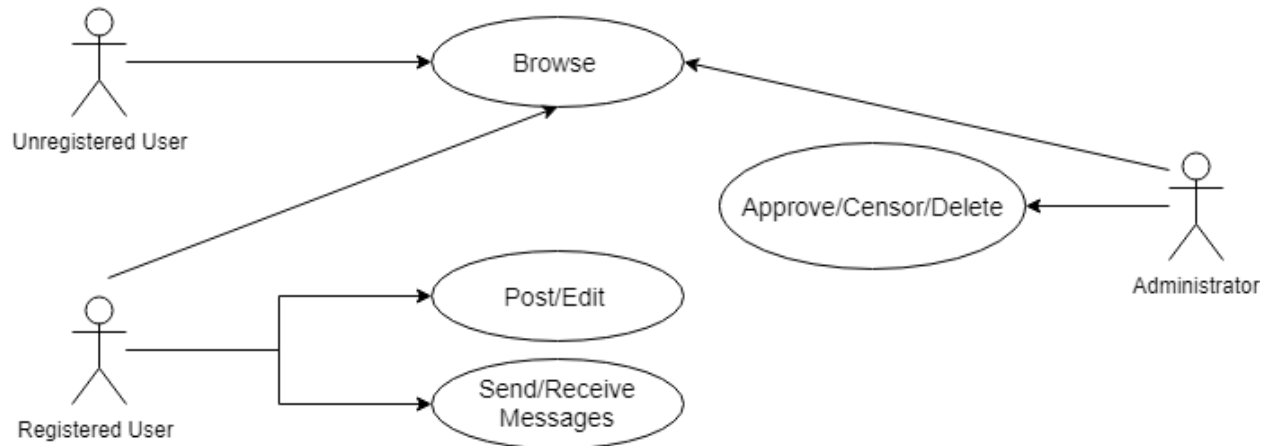 Browse
Unregistered User
Approve/Censor/Delete
Administrator
Post/Edit
Send/Receive
Messages
Registered User